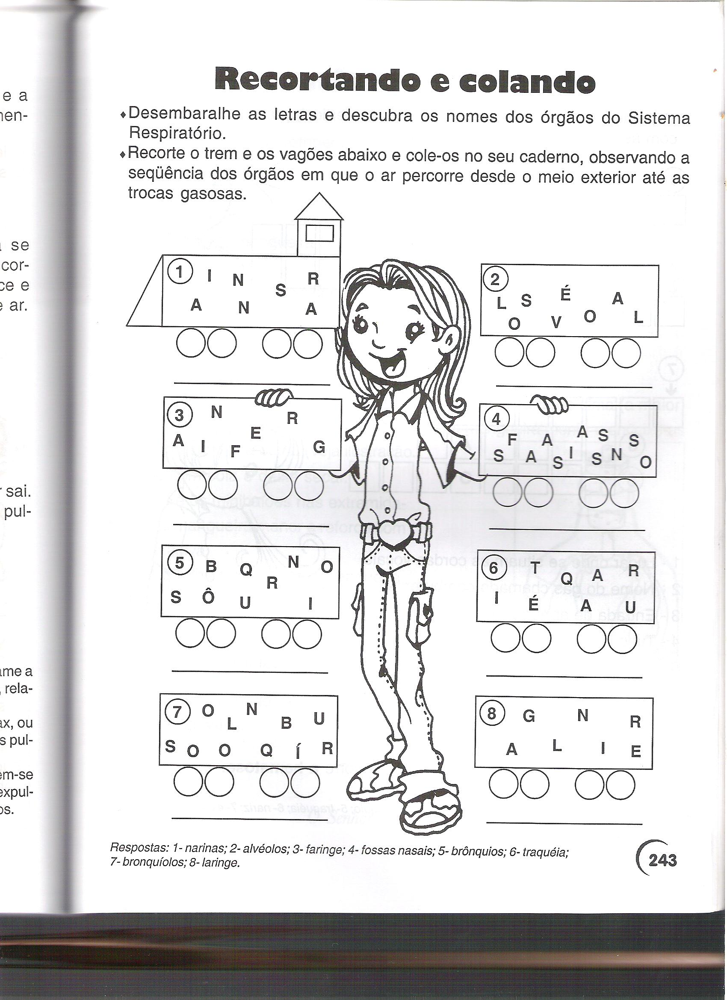 e a
men-
a se
cor-
ce e
e ar.
r sai.
pul-
ame a
, rela-
ax, ou
s pul-
em-se
expul-
os.
Recortando e colando
♦Desembaralhe as letras e descubra os nomes dos órgãos do Sistema
Respiratório.
♦Recorte o trem e os vagões abaixo e cole-os no seu caderno, observando a
seqüência dos órgãos em que o ar percorre desde o meio exterior até as
trocas gasosas.
1 I N S R
A N A
2 L S É A
O V O L
3 N E R
A I F G
4 F A A S S
S A S I S N O
5 B Q R N O
S Ô U I
6 T Q A R
I É A U
7 O L N B U
S O O Q Í R
8 G N R
A L I E
Respostas: 1- narinas; 2- alvéolos; 3- faringe; 4- fossas nasais; 5- brônquios; 6- traquéia;
7- bronquíolos; 8- laringe.
243